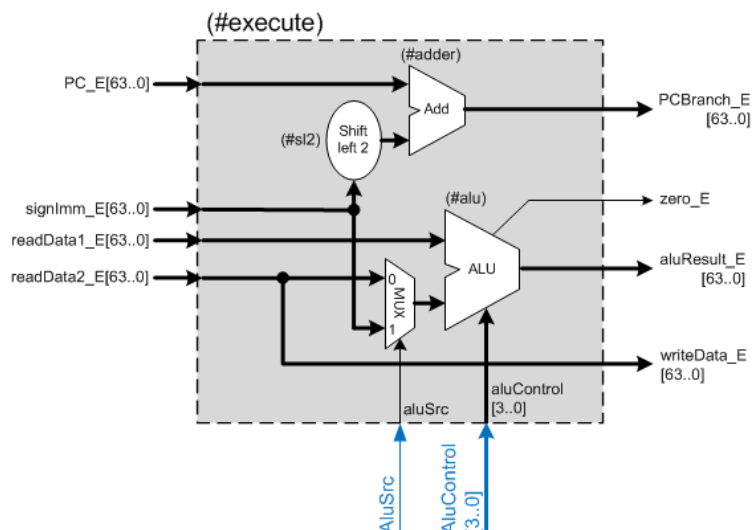 (#execute)
(#adder)
PC_E[63..0]
PCBranch_E
[63..0]
Add
(#sl2)
Shift
left 2
(#alu)
signImm_E[63..0]
zero_E
readData1_E[63..0]
readData2_E[63..0]
aluResult_E
[63..0]
0
MUX
1
ALU
writeData_E
[63..0]
aluControl
[3..0]
aluSrc
AluSrc
AluControl
[3..0]